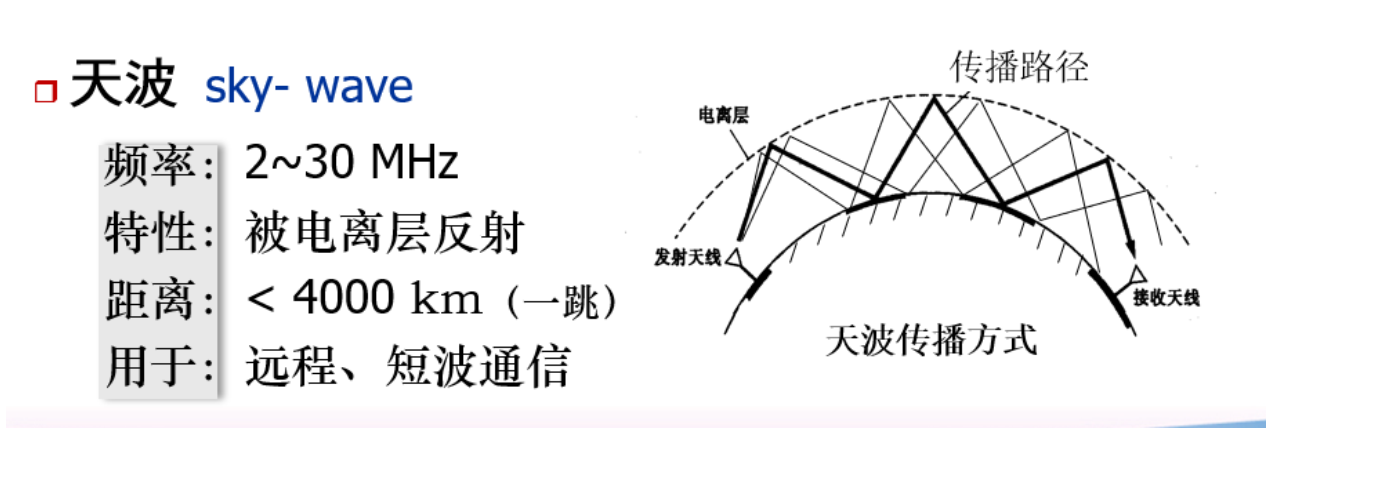 天波 sky- wave
频率： 2~30 MHz
特性： 被电离层反射
距离： < 4000 km（一跳）
用于： 远程、短波通信
传播路径
电离层
发射天线
接收天线
天波传播方式